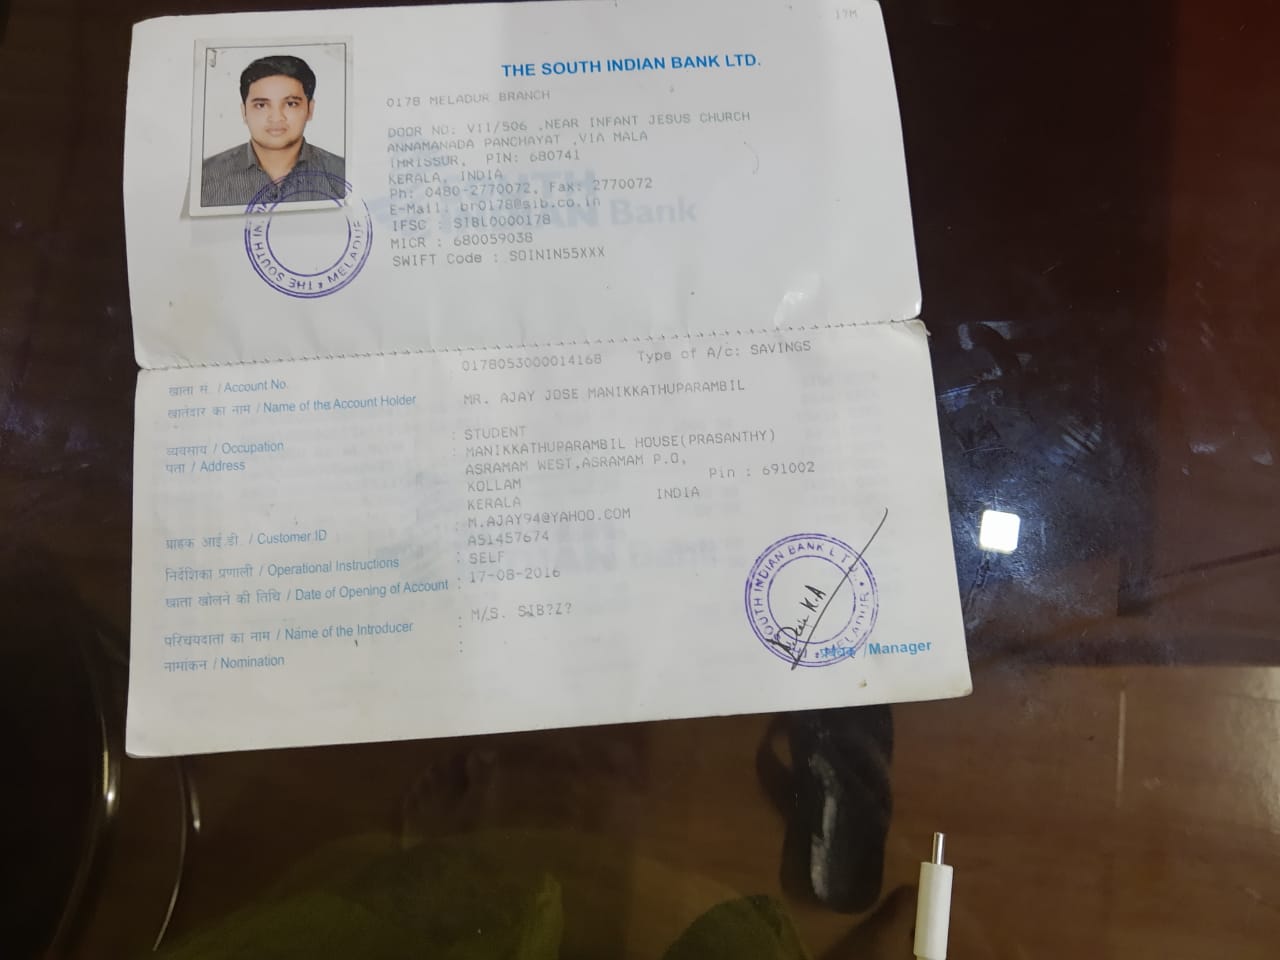 17M
THE SOUTH INDIAN BANK LTD.
0178 MELADUR BRANCH
DOOR NO: VII/506 ,NEAR INFANT JESUS CHURCH
ANNAMANADA PANCHAYAT ,VIA MALA
THRISSUR, PIN: 680741
KERALA, INDIA
Ph: 0480-2770072, Fax: 2770072
E-Mail: br0178@sib.co.in
IFSC : SIBL0000178
MICR : 680059038
SWIFT Code : SOININ55XXX
THE SOUTH IN MELADUR
खाता सं. / Account No. : 0178053000014168 Type of A/c: SAVINGS
खातेदार का नाम / Name of the Account Holder MR. AJAY JOSE MANIKKATHUPARAMBIL
व्यवसाय / Occupation : STUDENT
पता / Address : MANIKKATHUPARAMBIL HOUSE(PRASANTHY)
ASRAMAM WEST,ASRAMAM P.O,
KOLLAM Pin : 691002
KERALA INDIA
: M.AJAY94@YAHOO.COM
ग्राहक आई.डी. / Customer ID : A51457674
निर्देशिका प्रणाली / Operational Instructions : SELF
खाता खोलने की तिथि / Date of Opening of Account : 17-08-2016
परिचयदाता का नाम / Name of the Introducer : M/S. SIB?Z?
नामांकन / Nomination :
SOUTH INDIAN BANK LTD. MELADUR
प्रबंधक /Manager